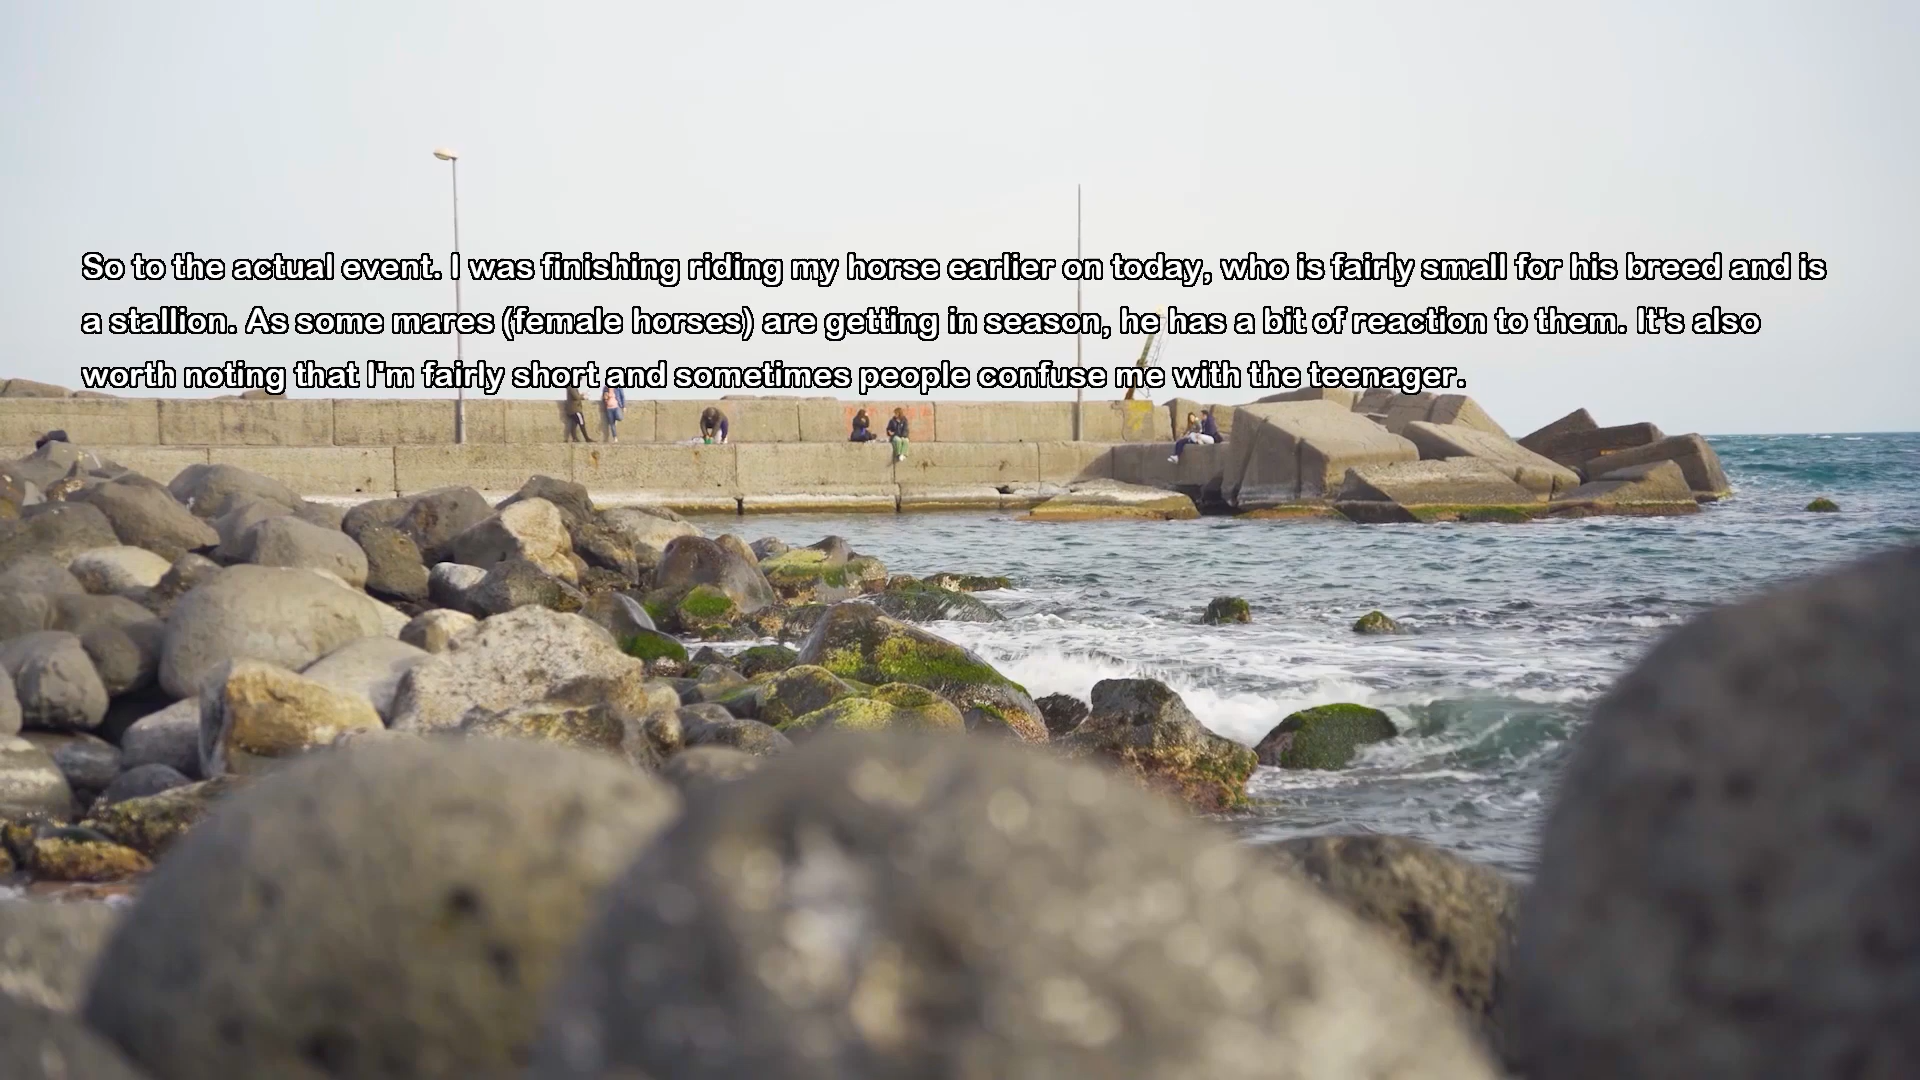 So to the actual event. I was finishing riding my horse earlier on today, who is fairly small for his breed and is
a stallion. As some mares (female horses) are getting in season, he has a bit of reaction to them. It's also
worth noting that I'm fairly short and sometimes people confuse me with the teenager.